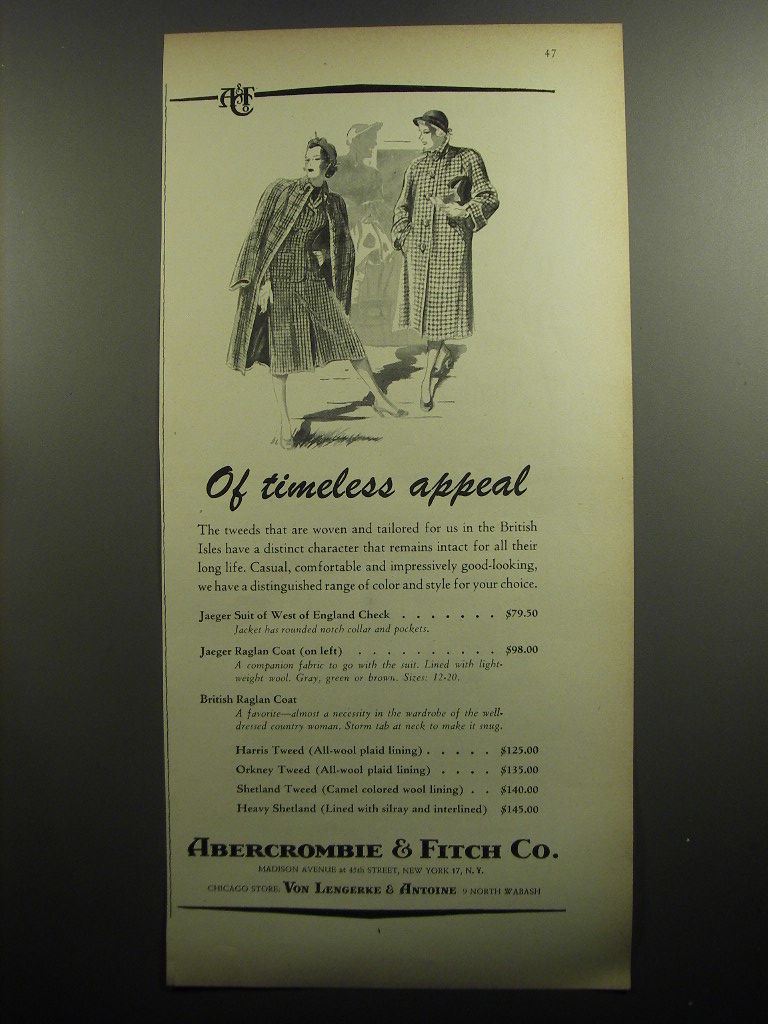 47
A&F Co
Of timeless appeal
The tweeds that are woven and tailored for us in the British
Isles have a distinct character that remains intact for all their
long life. Casual, comfortable and impressively good-looking,
we have a distinguished range of color and style for your choice.
Jaeger Suit of West of England Check . . . . . . . $79.50
Jacket has rounded notch collar and pockets.
Jaeger Raglan Coat (on left) . . . . . . . . . . $98.00
A companion fabric to go with the suit. Lined with light-
weight wool. Gray, green or brown. Sizes: 12-20.
British Raglan Coat
A favorite—almost a necessity in the wardrobe of the well-
dressed country woman. Storm tab at neck to make it snug.
Harris Tweed (All-wool plaid lining) . . . . . $125.00
Orkney Tweed (All-wool plaid lining) . . . . $135.00
Shetland Tweed (Camel colored wool lining) . . $140.00
Heavy Shetland (Lined with silray and interlined) $145.00
ABERCROMBIE & FITCH CO.
MADISON AVENUE at 45th STREET, NEW YORK 17, N. Y.
CHICAGO STORE: VON LENGERKE & ANTOINE 9 NORTH WABASH